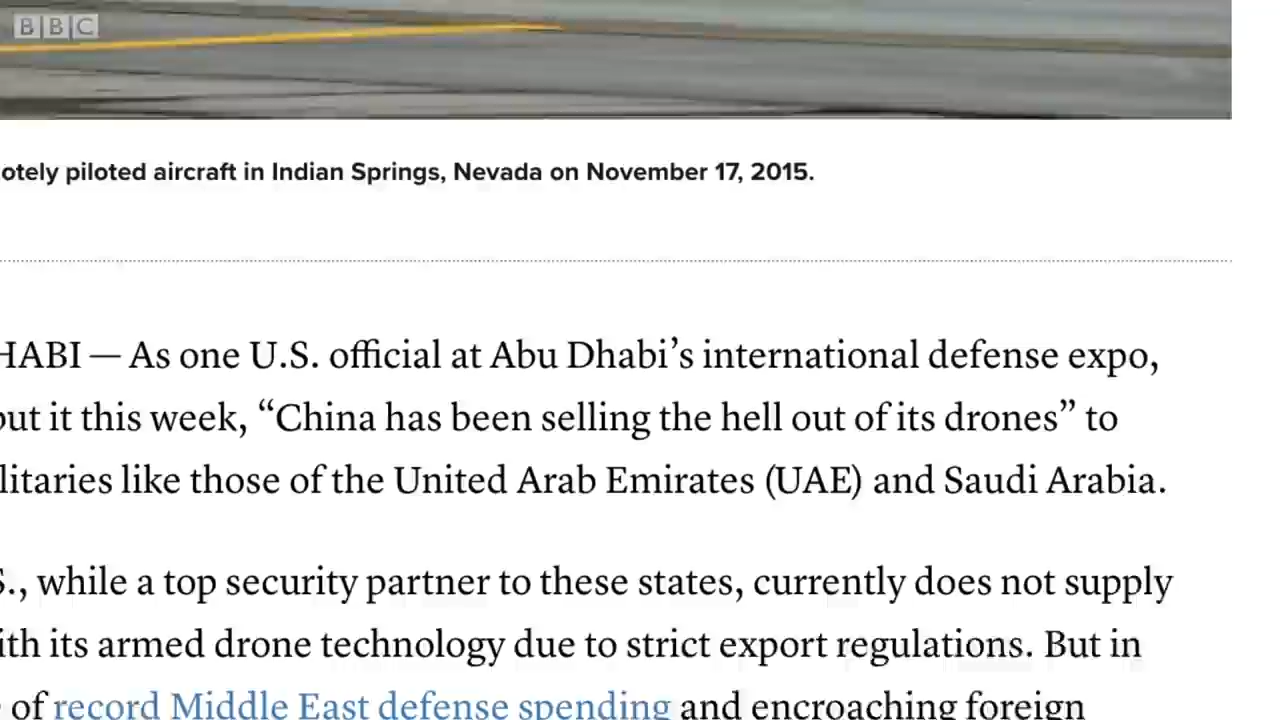 BBC
otely piloted aircraft in Indian Springs, Nevada on November 17, 2015.
HABI — As one U.S. official at Abu Dhabi’s international defense expo,
put it this week, “China has been selling the hell out of its drones” to
litaries like those of the United Arab Emirates (UAE) and Saudi Arabia.
S., while a top security partner to these states, currently does not supply
ith its armed drone technology due to strict export regulations. But in
of record Middle East defense spending and encroaching foreign